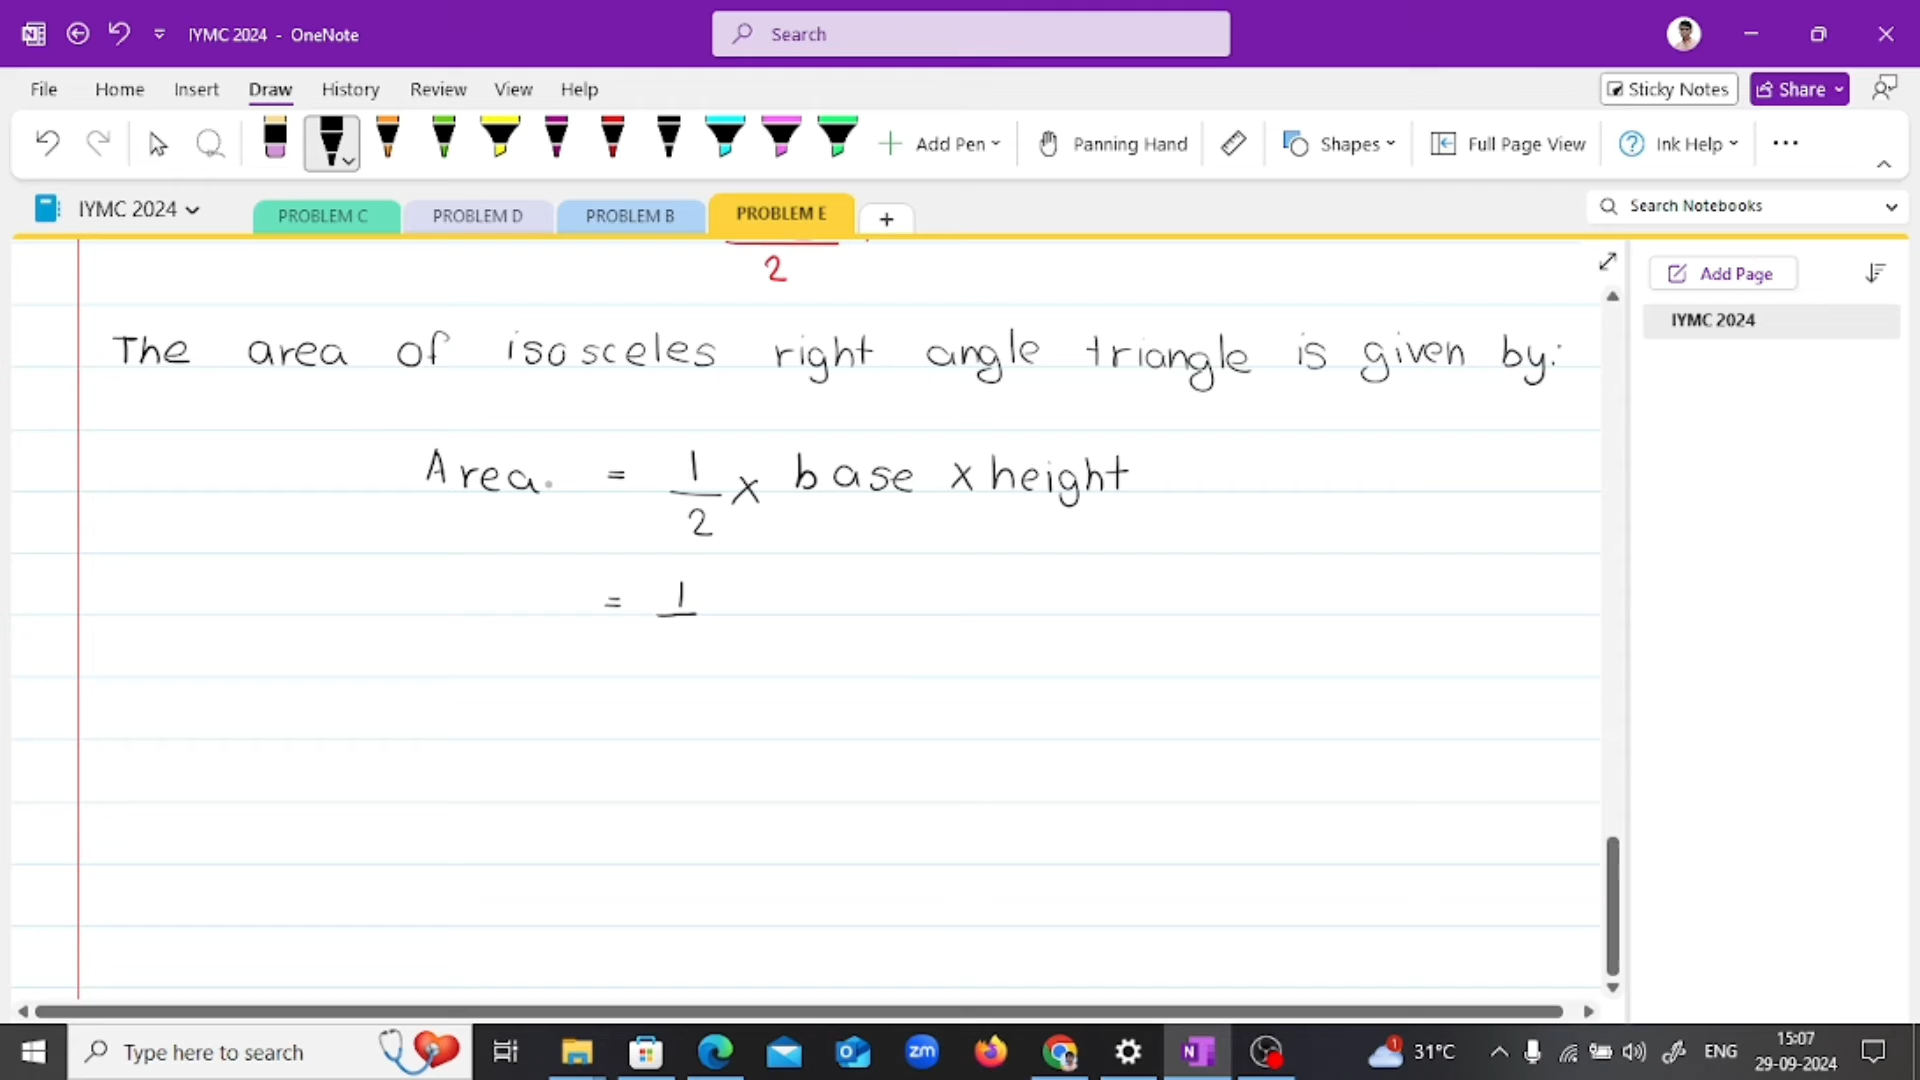 IYMC 2024 - OneNote
Search
File Home Insert Draw History Review View Help
Sticky Notes Share
Add Pen Panning Hand Shapes Full Page View Ink Help
IYMC 2024 PROBLEM C PROBLEM D PROBLEM B PROBLEM E + Search Notebooks
Add Page
IYMC 2024
2
The area of isosceles right angle triangle is given by:
Area. = 1/2 x base x height
= 1
Type here to search
zm
N
1
31°C
ENG
15:07
29-09-2024